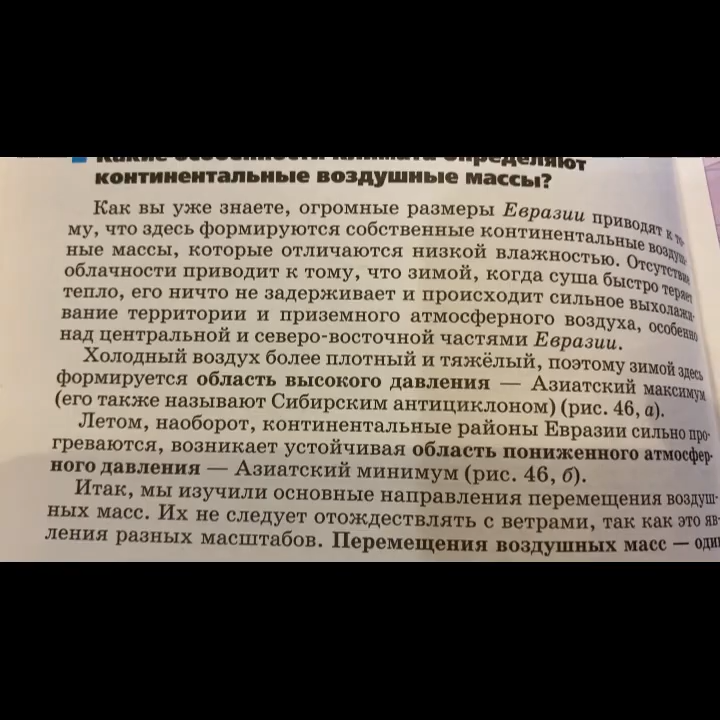 Какие особенности климата определяют
континентальные воздушные массы?
Как вы уже знаете, огромные размеры Евразии приводят к то-
му, что здесь формируются собственные континентальные воздуш-
ные массы, которые отличаются низкой влажностью. Отсутствие
облачности приводит к тому, что зимой, когда суша быстро теряет
тепло, его ничто не задерживает и происходит сильное выхолажи-
вание территории и приземного атмосферного воздуха, особенно
над центральной и северо-восточной частями Евразии.
Холодный воздух более плотный и тяжёлый, поэтому зимой здесь
формируется область высокого давления — Азиатский максимум
(его также называют Сибирским антициклоном) (рис. 46, а).
Летом, наоборот, континентальные районы Евразии сильно про-
греваются, возникает устойчивая область пониженного атмосфер-
ного давления — Азиатский минимум (рис. 46, б).
Итак, мы изучили основные направления перемещения воздуш-
ных масс. Их не следует отождествлять с ветрами, так как это яв-
ления разных масштабов. Перемещения воздушных масс — один